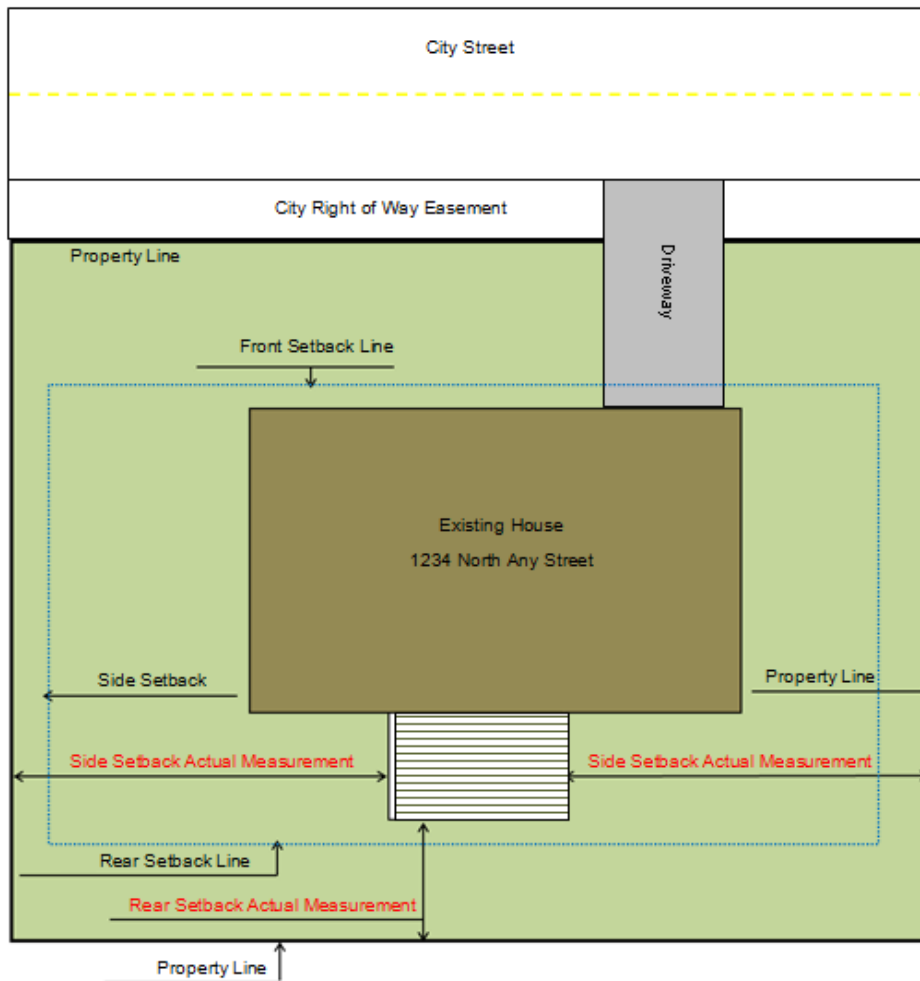 City Street
City Right of Way Easement
Driveway
Property Line
Front Setback Line
Existing House
1234 North Any Street
Side Setback
Property Line
Side Setback Actual Measurement
Side Setback Actual Measurement
Rear Setback Line
Rear Setback Actual Measurement
Property Line